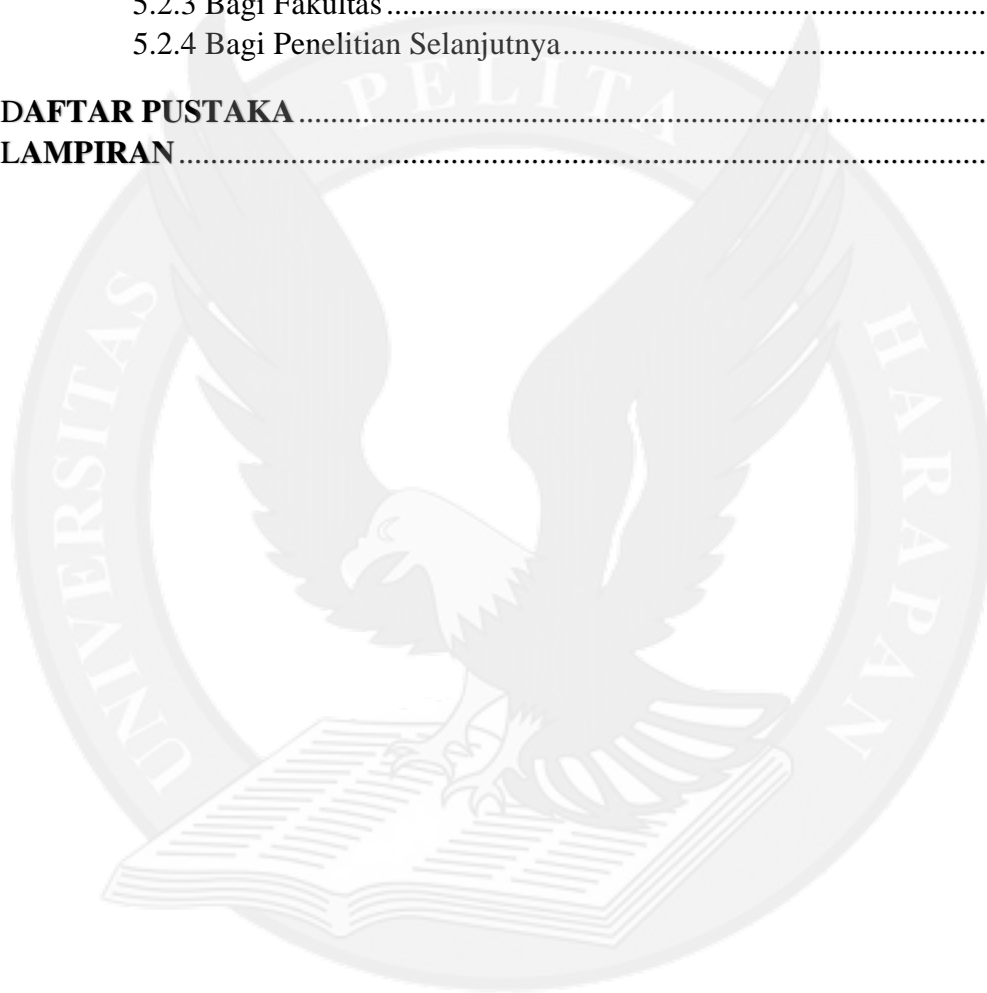 5.2.3 Bagi Fakultas........................................................................................
5.2.4 Bagi Penelitian Selanjutnya................................................................
DAFTAR PUSTAKA........................................................................................
LAMPIRAN........................................................................................................
UNIVERSITAS PELITA HARAPAN